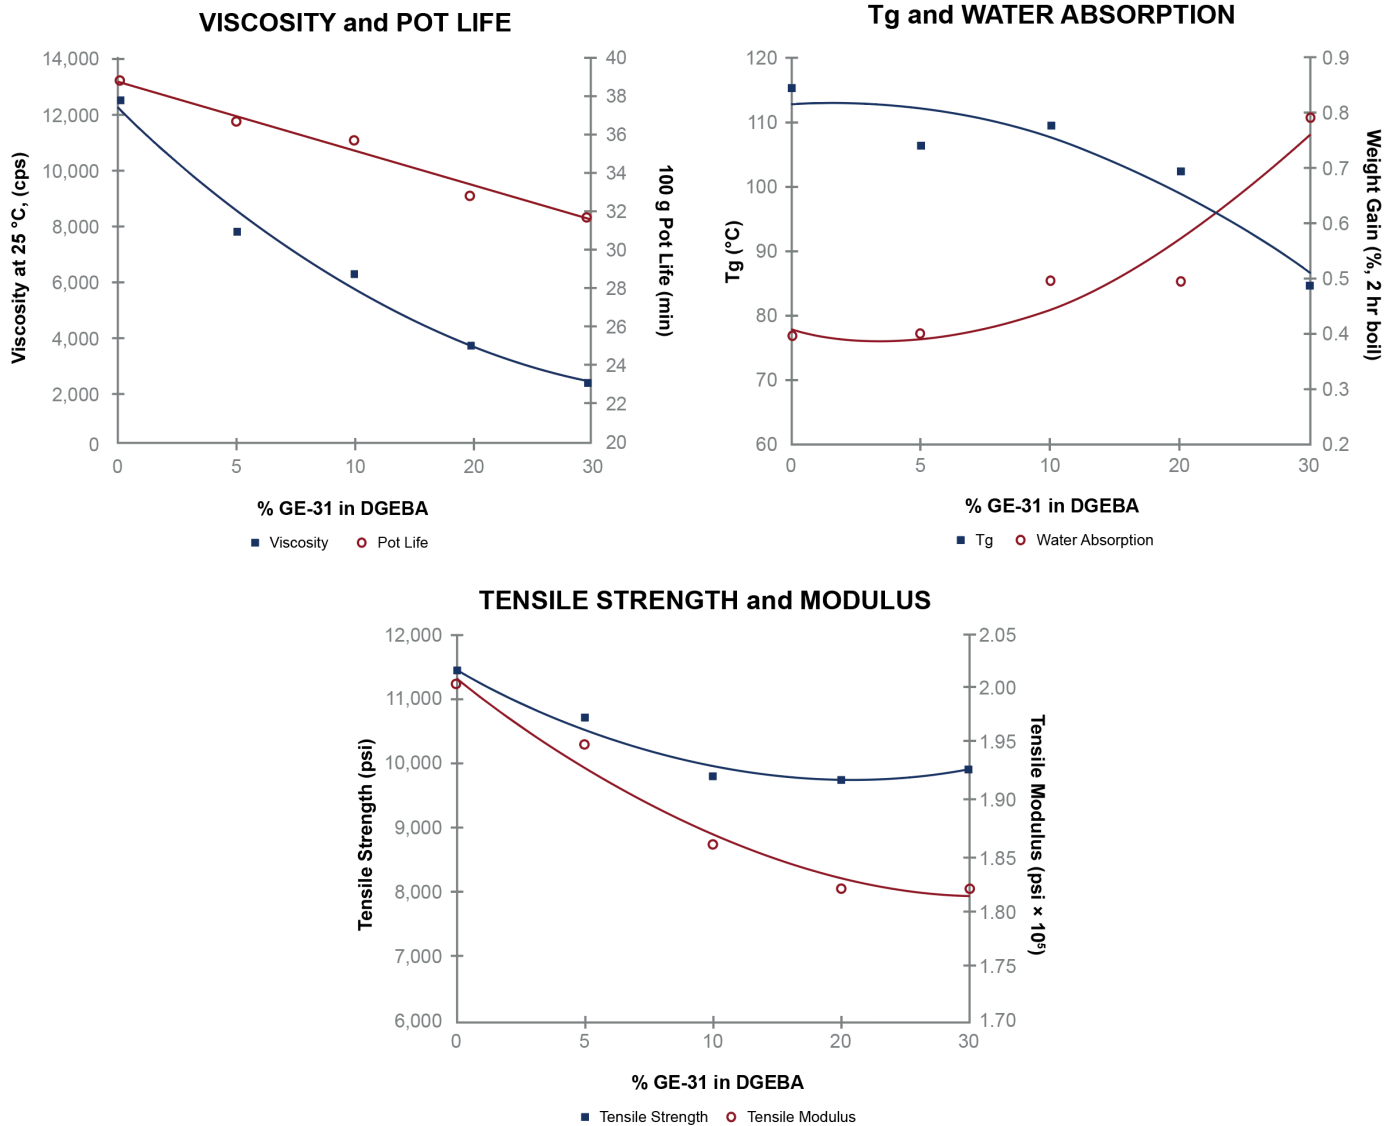 VISCOSITY and POT LIFE
14,000
12,000
10,000
8,000
6,000
4,000
2,000
0
Viscosity at 25 °C, (cps)
40
38
36
34
32
30
28
26
24
22
20
100 g Pot Life (min)
0 5 10 20 30
% GE-31 in DGEBA
Viscosity Pot Life
Tg and WATER ABSORPTION
120
110
100
90
80
70
60
Tg (°C)
0.9
0.8
0.7
0.6
0.5
0.4
0.3
0.2
Weight Gain (%, 2 hr boil)
0 5 10 20 30
% GE-31 in DGEBA
Tg Water Absorption
TENSILE STRENGTH and MODULUS
12,000
11,000
10,000
9,000
8,000
7,000
6,000
Tensile Strength (psi)
2.05
2.00
1.95
1.90
1.85
1.80
1.75
1.70
Tensile Modulus (psi × 10⁵)
0 5 10 20 30
% GE-31 in DGEBA
Tensile Strength Tensile Modulus